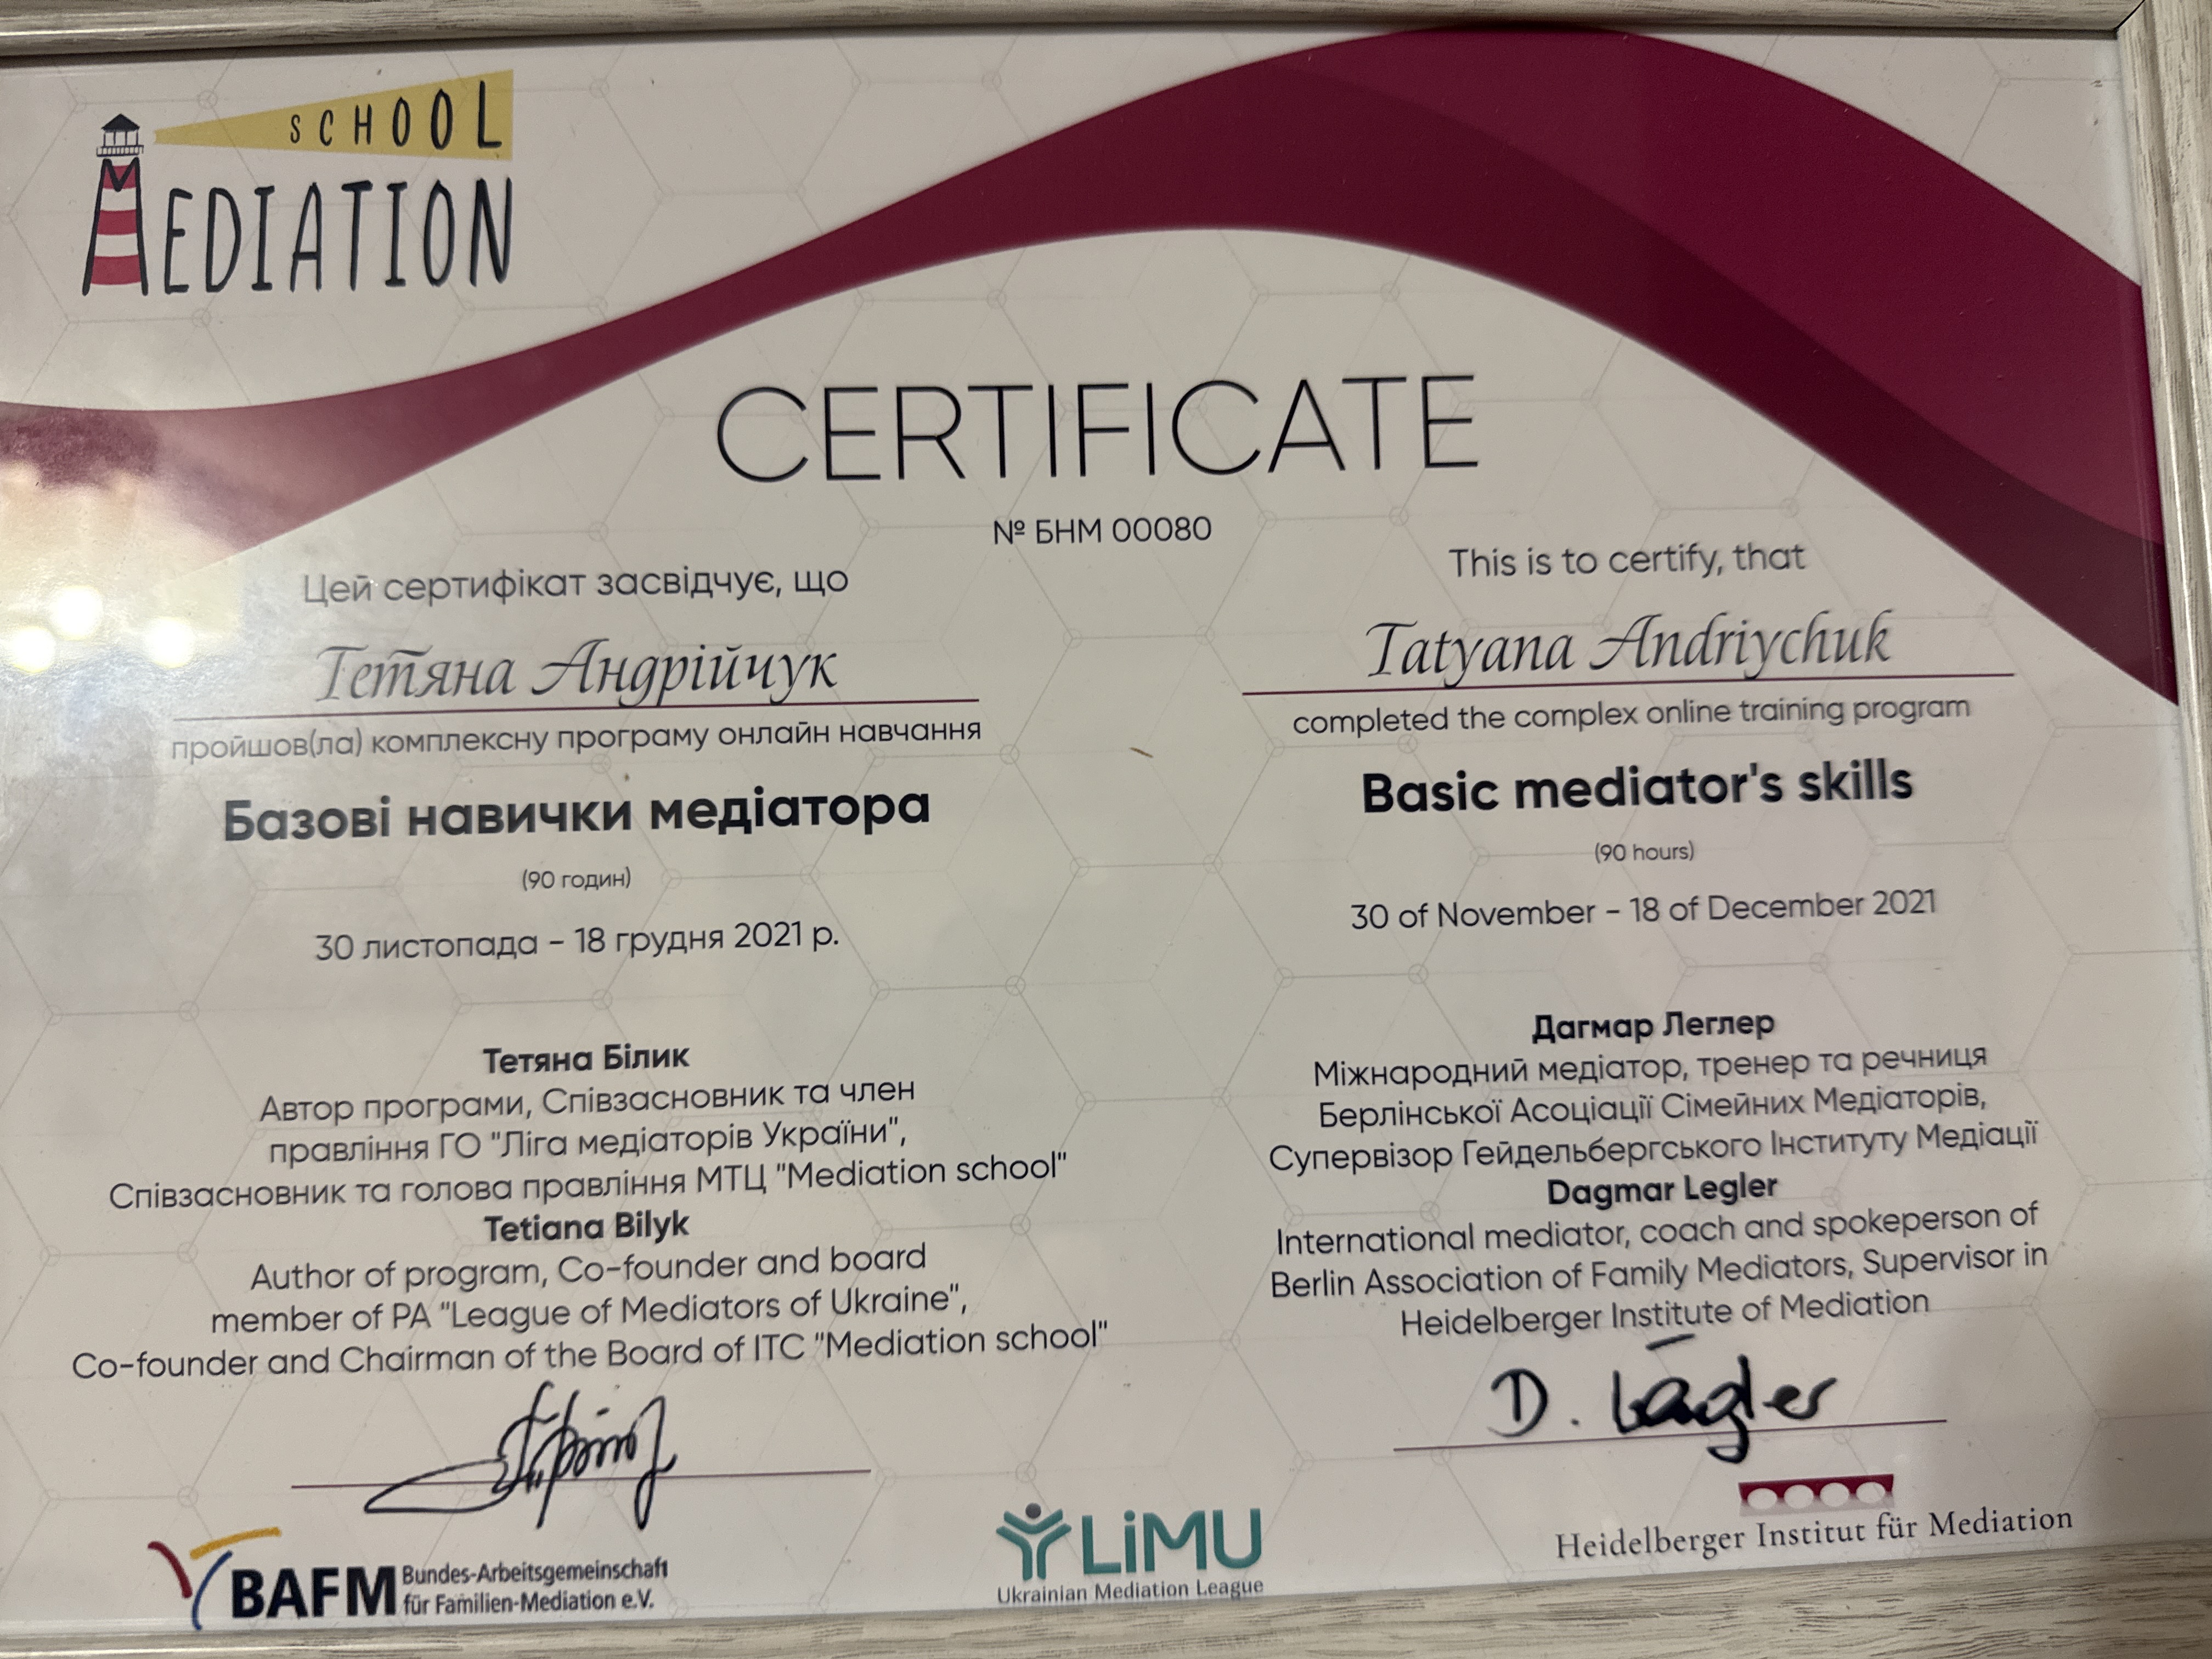 SCHOOL
MEDIATION
CERTIFICATE
№ БНМ 00080
Цей сертифікат засвідчує, що
Тетяна Андрійчук
пройшов(ла) комплексну програму онлайн навчання
Базові навички медіатора
(90 годин)
30 листопада – 18 грудня 2021 р.
This is to certify, that
Tatyana Andriychuk
completed the complex online training program
Basic mediator's skills
(90 hours)
30 of November – 18 of December 2021
Тетяна Білик
Автор програми, Співзасновник та член
правління ГО "Ліга медіаторів України",
Співзасновник та голова правління МТЦ "Mediation school"
Tetiana Bilyk
Author of program, Co-founder and board
member of PA "League of Mediators of Ukraine",
Co-founder and Chairman of the Board of ITC "Mediation school"
Дагмар Леглер
Міжнародний медіатор, тренер та речниця
Берлінської Асоціації Сімейних Медіаторів,
Супервізор Гейдельбергського Інституту Медіації
Dagmar Legler
International mediator, coach and spokeperson of
Berlin Association of Family Mediators, Supervisor in
Heidelberger Institute of Mediation
D. Lägler
BAFM
Bundes-Arbeitsgemeinschaft
für Familien-Mediation e.V.
LiMU
Ukrainian Mediation League
Heidelberger Institut für Mediation